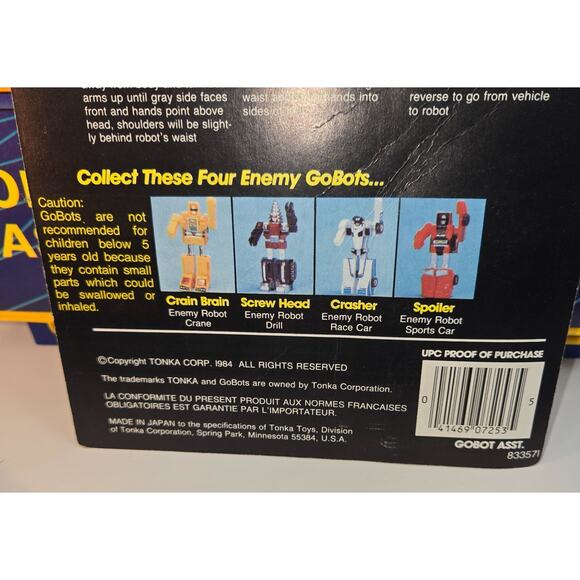 arms up until gray side faces
front and hands point above
head, shoulders will be slight-
ly behind robot's waist
waist and hands into
sides of
reverse to go from vehicle
to robot
Collect These Four Enemy GoBots...
Caution:
GoBots are not
recommended for
children below 5
years old because
they contain small
parts which could
be swallowed or
inhaled.
Crain Brain
Enemy Robot
Crane
Screw Head
Enemy Robot
Drill
Crasher
Enemy Robot
Race Car
Spoiler
Enemy Robot
Sports Car
©Copyright TONKA CORP. 1984 ALL RIGHTS RESERVED
The trademarks TONKA and GoBots are owned by Tonka Corporation.
LA CONFORMITE DU PRESENT PRODUIT AUX NORMES FRANCAISES
OBLIGATOIRES EST GARANTIE PAR L'IMPORTATEUR.
MADE IN JAPAN to the specifications of Tonka Toys, Division
of Tonka Corporation, Spring Park, Minnesota 55384, U.S.A.
UPC PROOF OF PURCHASE
0 41469 07253 5
GOBOT ASST.
833571